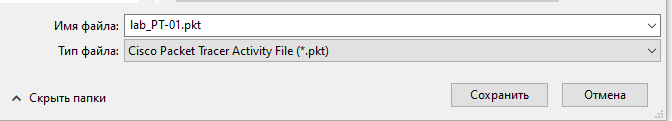 Имя файла: lab_PT-01.pkt
Тип файла: Cisco Packet Tracer Activity File (*.pkt)
Скрыть папки Сохранить Отмена